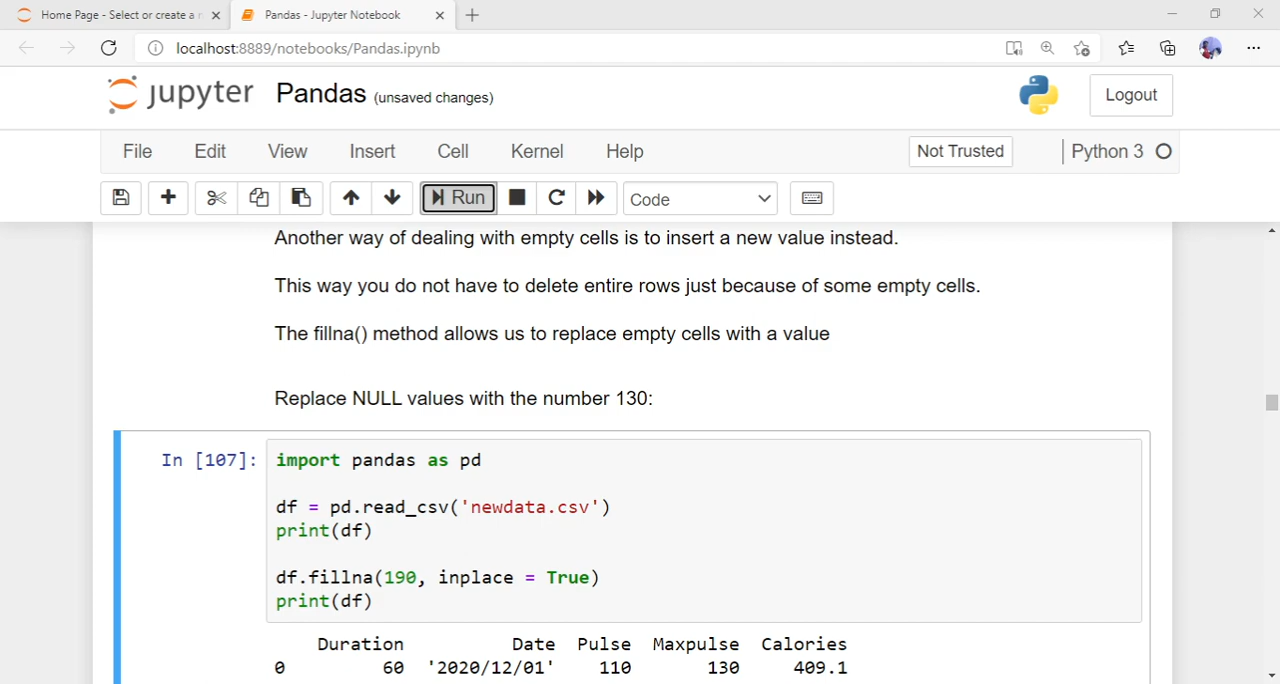 Home Page - Select or create a n
Pandas - Jupyter Notebook
localhost:8889/notebooks/Pandas.ipynb
jupyter Pandas (unsaved changes)
Logout
File Edit View Insert Cell Kernel Help Not Trusted Python 3
Run Code
Another way of dealing with empty cells is to insert a new value instead.
This way you do not have to delete entire rows just because of some empty cells.
The fillna() method allows us to replace empty cells with a value
Replace NULL values with the number 130:
In [107]: import pandas as pd
df = pd.read_csv('newdata.csv')
print(df)
df.fillna(190, inplace = True)
print(df)
Duration Date Pulse Maxpulse Calories
0 60 '2020/12/01' 110 130 409.1